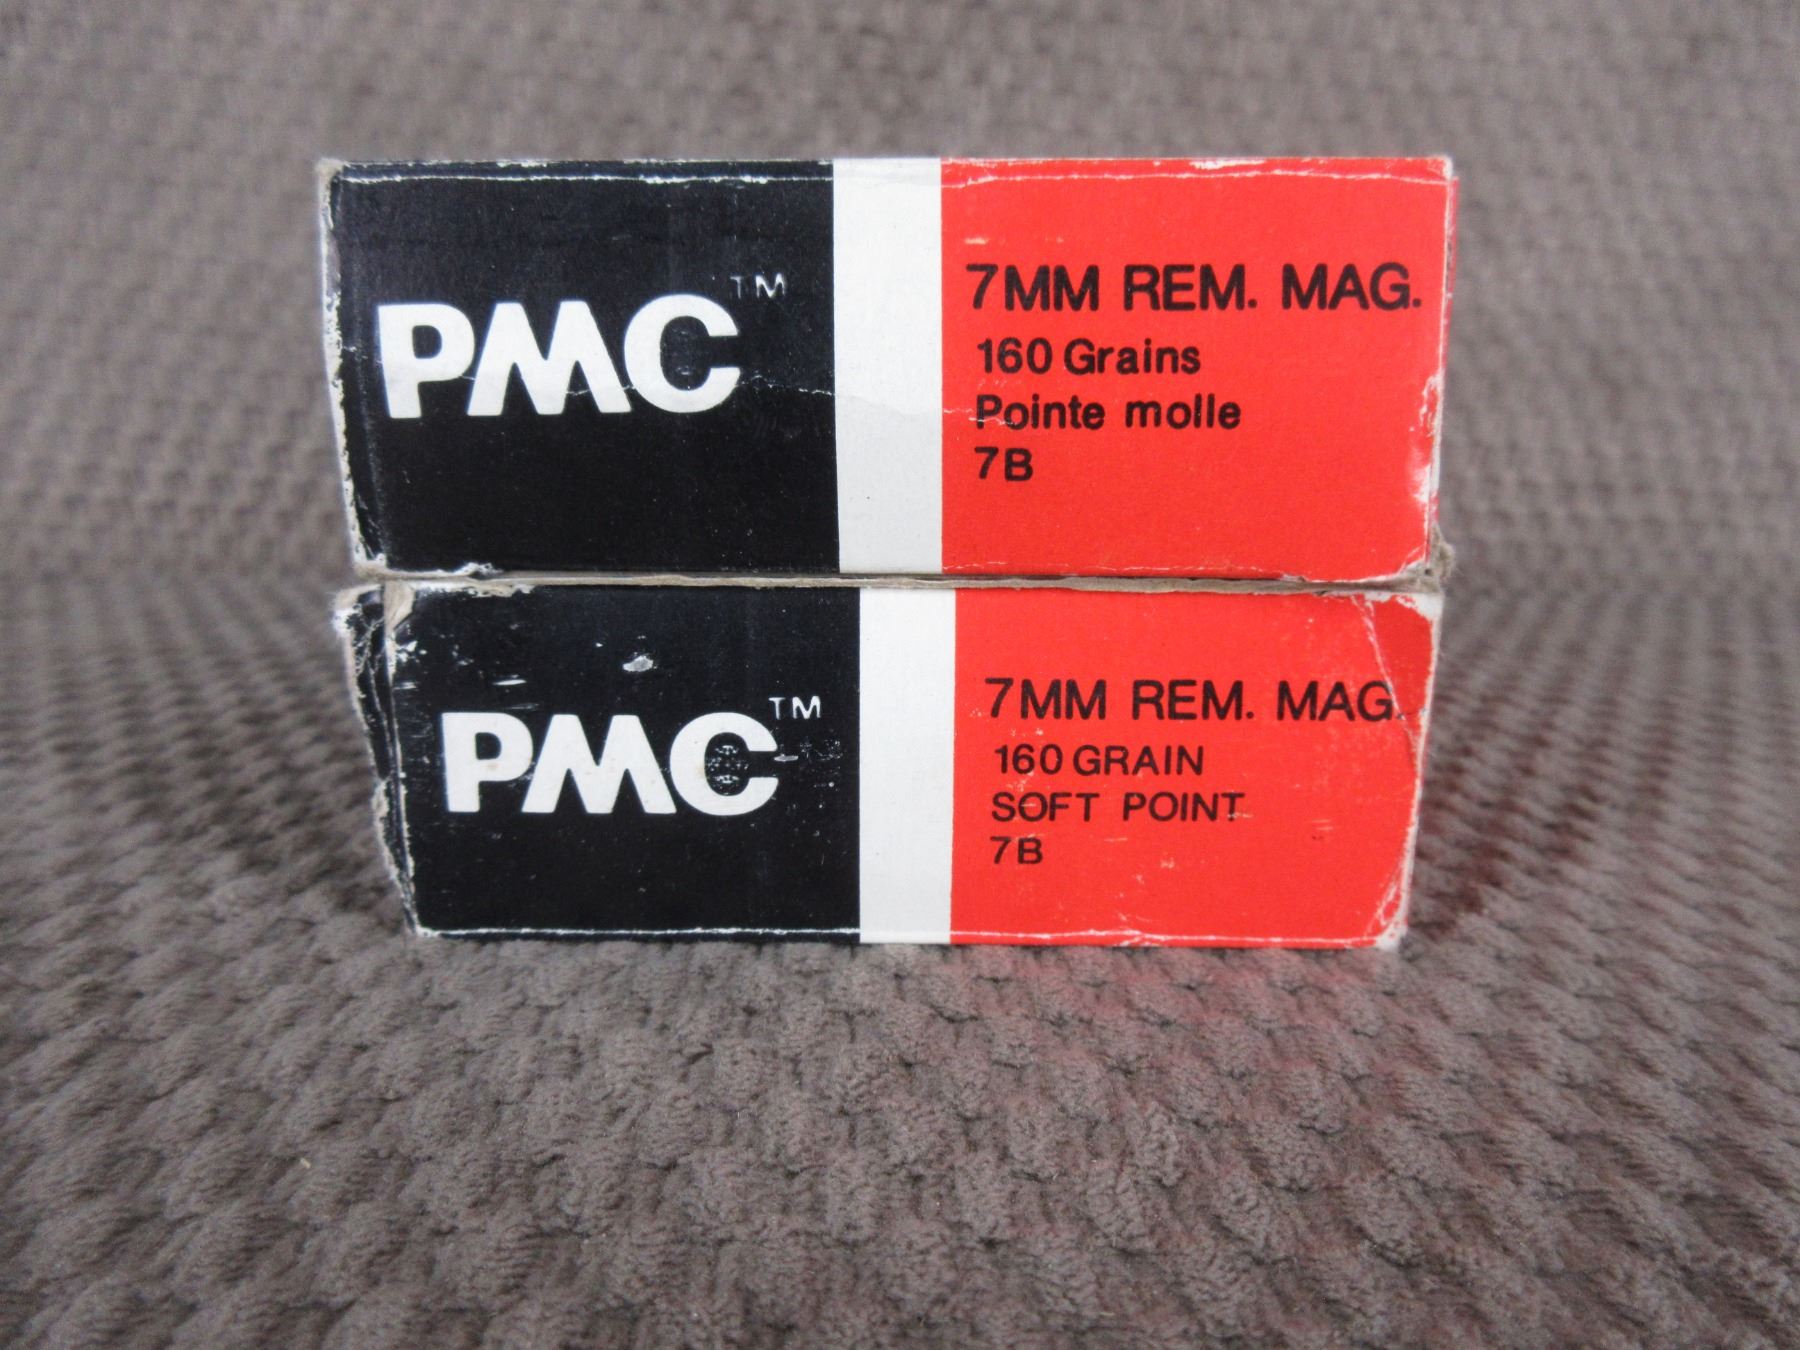 PMC™
7MM REM. MAG.
160 Grains
Pointe molle
7B
PMC™
7MM REM. MAG.
160 GRAIN
SOFT POINT
7B